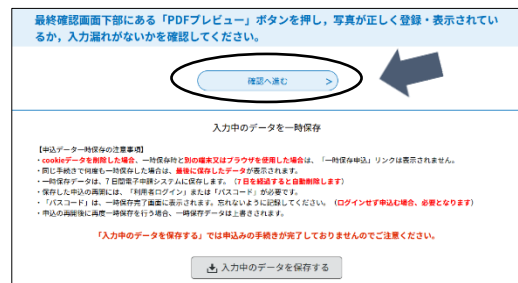 最終確認画面下部にある「PDFプレビュー」ボタンを押し，写真が正しく登録・表示されてい
るか，入力漏れがないかを確認してください。
確認へ進む >
入力中のデータを一時保存
【申込データ一時保存の注意事項】
・cookieデータを削除した場合、一時保存時と別の端末又はブラウザを使用した場合は、「一時保存申込」リンクは表示されません。
・同じ手続きで何度も一時保存した場合は、最後に保存したデータが表示されます。
・一時保存データは、7日間電子申請システムに保存します。（7日を経過すると自動削除します）
・保存した申込の再開には、「利用者ログイン」または「パスコード」が必要です。
・「パスコード」は、一時保存完了画面に表示されます。忘れないように記録してください。（ログインせず申込む場合、必要となります）
・申込の再開後に再度一時保存を行う場合、一時保存データは上書きされます。
「入力中のデータを保存する」では申込みの手続きが完了しておりませんのでご注意ください。
入力中のデータを保存する